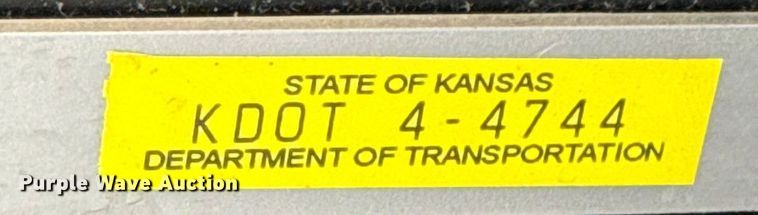 STATE OF KANSAS
KDOT 4-4744
DEPARTMENT OF TRANSPORTATION
Purple Wave Auction